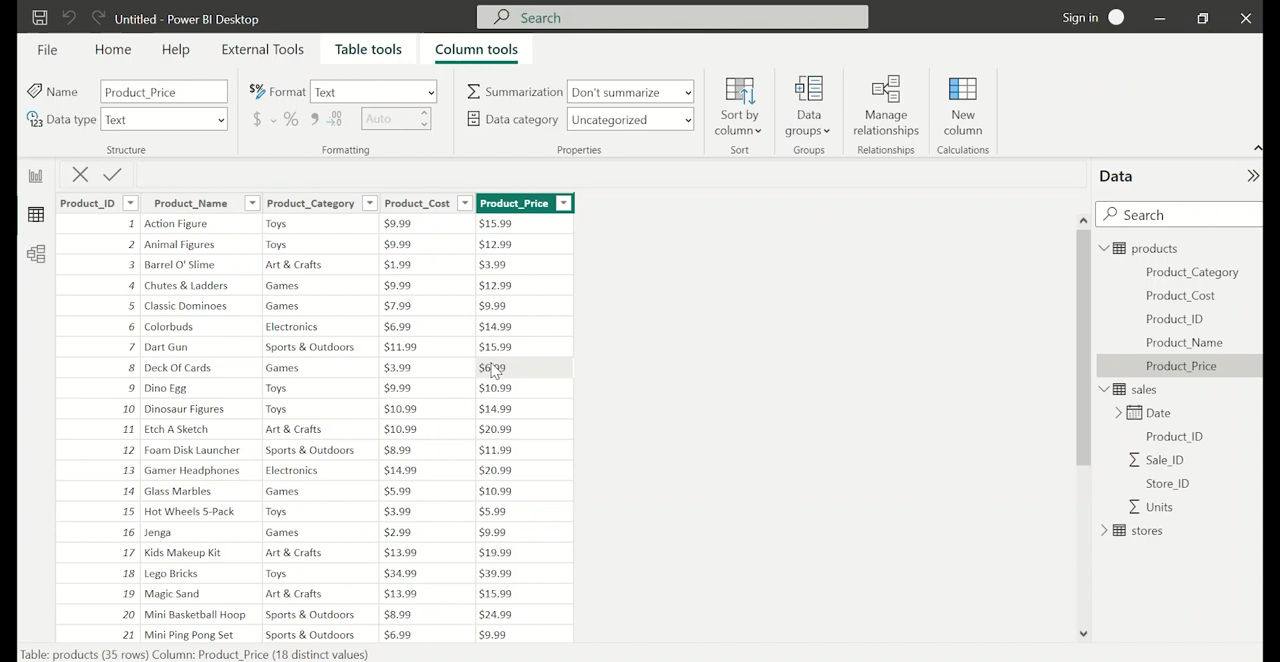 Untitled - Power BI Desktop
Search
Sign in
File
Home
Help
External Tools
Table tools
Column tools
Name
Product_Price
$% Format
Text
Summarization
Don't summarize
Data type
Text
$
%
Auto
Data category
Uncategorized
Sort by
column
Data
groups
Manage
relationships
New
column
Structure
Formatting
Properties
Sort
Groups
Relationships
Calculations
Product_ID Product_Name Product_Category Product_Cost Product_Price
1 Action Figure Toys $9.99 $15.99
2 Animal Figures Toys $9.99 $12.99
3 Barrel O' Slime Art & Crafts $1.99 $3.99
4 Chutes & Ladders Games $9.99 $12.99
5 Classic Dominoes Games $7.99 $9.99
6 Colorbuds Electronics $6.99 $14.99
7 Dart Gun Sports & Outdoors $11.99 $15.99
8 Deck Of Cards Games $3.99 $6.99
9 Dino Egg Toys $9.99 $10.99
10 Dinosaur Figures Toys $10.99 $14.99
11 Etch A Sketch Art & Crafts $10.99 $20.99
12 Foam Disk Launcher Sports & Outdoors $8.99 $11.99
13 Gamer Headphones Electronics $14.99 $20.99
14 Glass Marbles Games $5.99 $10.99
15 Hot Wheels 5-Pack Toys $3.99 $5.99
16 Jenga Games $2.99 $9.99
17 Kids Makeup Kit Art & Crafts $13.99 $19.99
18 Lego Bricks Toys $34.99 $39.99
19 Magic Sand Art & Crafts $13.99 $15.99
20 Mini Basketball Hoop Sports & Outdoors $8.99 $24.99
21 Mini Ping Pong Set Sports & Outdoors $6.99 $9.99
Data
Search
products
Product_Category
Product_Cost
Product_ID
Product_Name
Product_Price
sales
Date
Product_ID
Sale_ID
Store_ID
Units
stores
Table: products (35 rows) Column: Product_Price (18 distinct values)